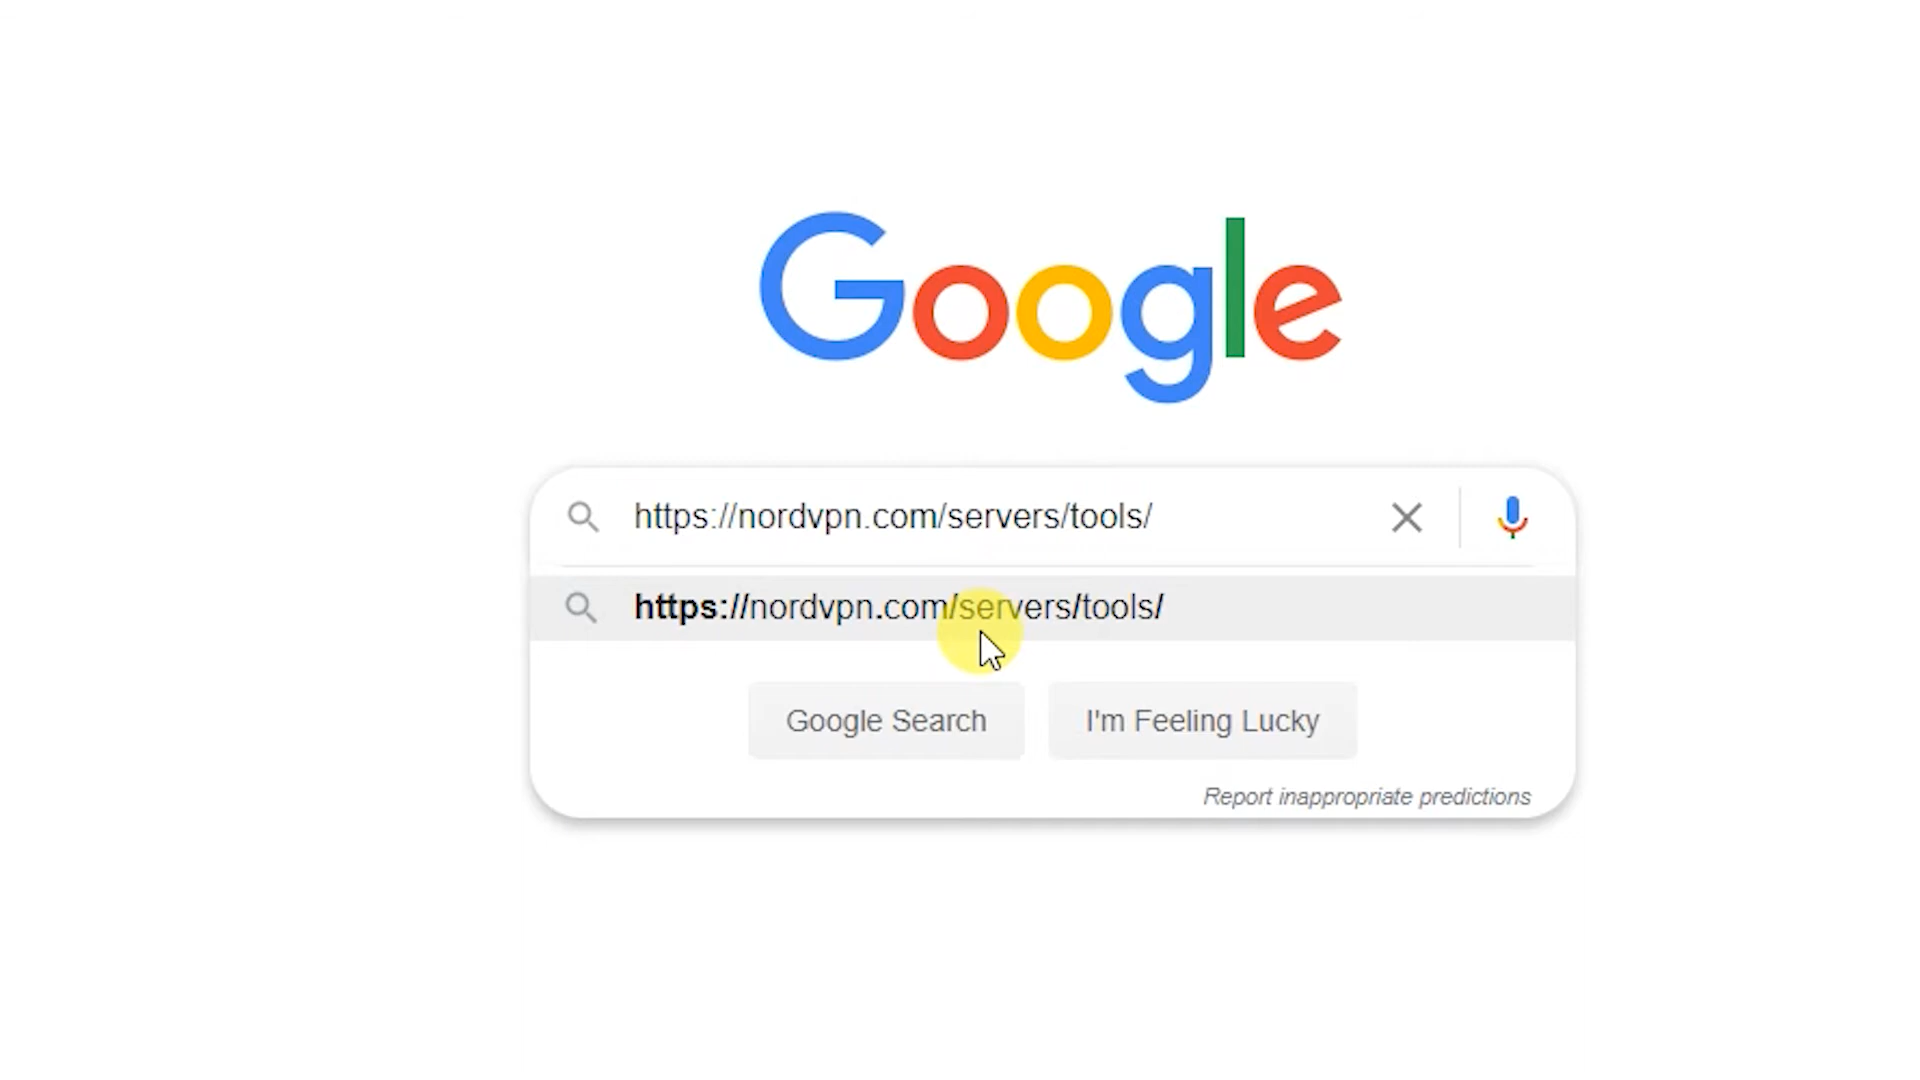 Google
https://nordvpn.com/servers/tools/
https://nordvpn.com/servers/tools/
Google Search
I'm Feeling Lucky
Report inappropriate predictions